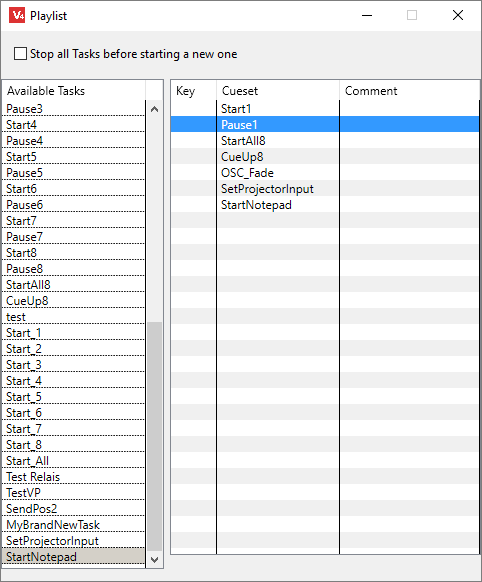 V4 Playlist
Stop all Tasks before starting a new one
Available Tasks
Pause3
Start4
Pause4
Start5
Pause5
Start6
Pause6
Start7
Pause7
Start8
Pause8
StartAll8
CueUp8
test
Start_1
Start_2
Start_3
Start_4
Start_5
Start_6
Start_7
Start_8
Start_All
Test Relais
TestVP
SendPos2
MyBrandNewTask
SetProjectorInput
StartNotepad
Key Cueset Comment
Start1
Pause1
StartAll8
CueUp8
OSC_Fade
SetProjectorInput
StartNotepad